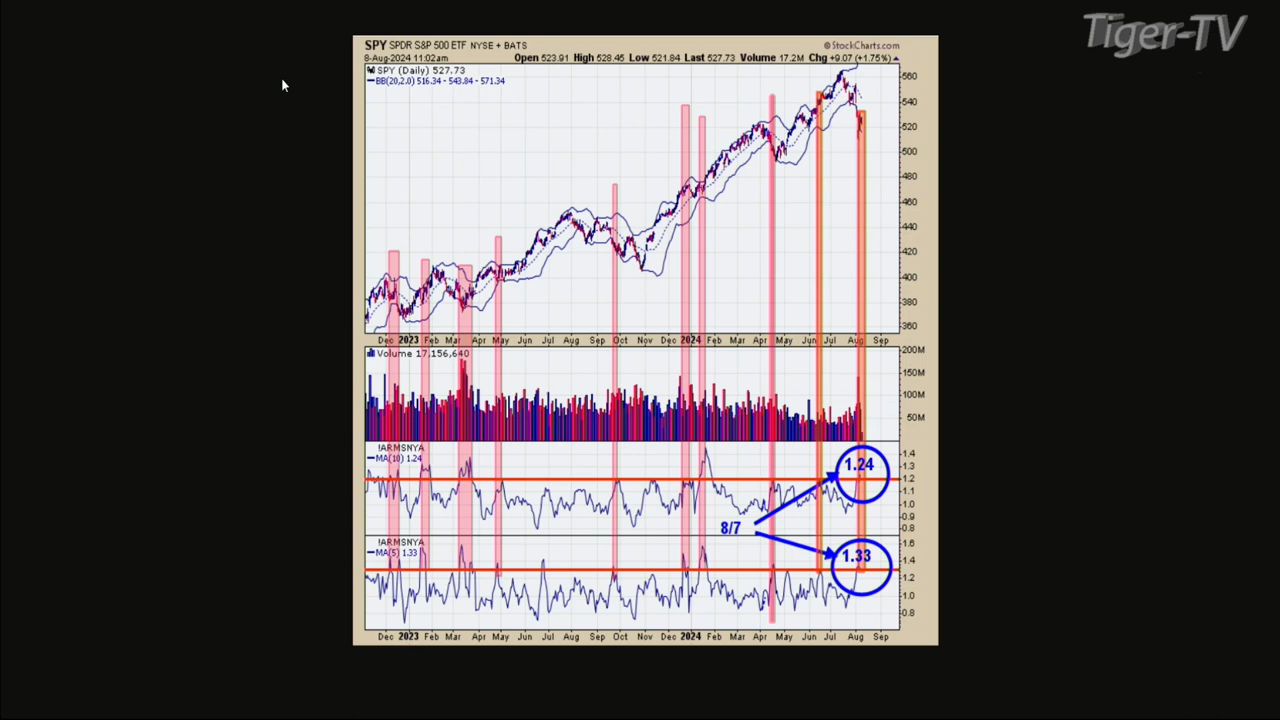 Tiger-TV
SPY SPDR S&P 500 ETF NYSE + BATS
© StockCharts.com
8-Aug-2024 11:02am
Open 523.91 High 528.45 Low 521.84 Last 527.73 Volume 17.2M Chg +9.07 (+1.75%)
SPY (Daily) 527.73
BB(20,2.0) 516.34 - 543.84 - 571.34
560
540
520
500
480
460
440
420
400
380
360
Dec 2023 Feb Mar Apr May Jun Jul Aug Sep Oct Nov Dec 2024 Feb Mar Apr May Jun Jul Aug Sep
Volume 17,156,640
200M
150M
100M
50M
!ARMSNYA
MA(10) 1.24
1.4
1.3
1.2
1.1
1.0
0.9
0.8
1.24
8/7
!ARMSNYA
MA(5) 1.33
1.6
1.4
1.2
1.0
0.8
1.33
Dec 2023 Feb Mar Apr May Jun Jul Aug Sep Oct Nov Dec 2024 Feb Mar Apr May Jun Jul Aug Sep